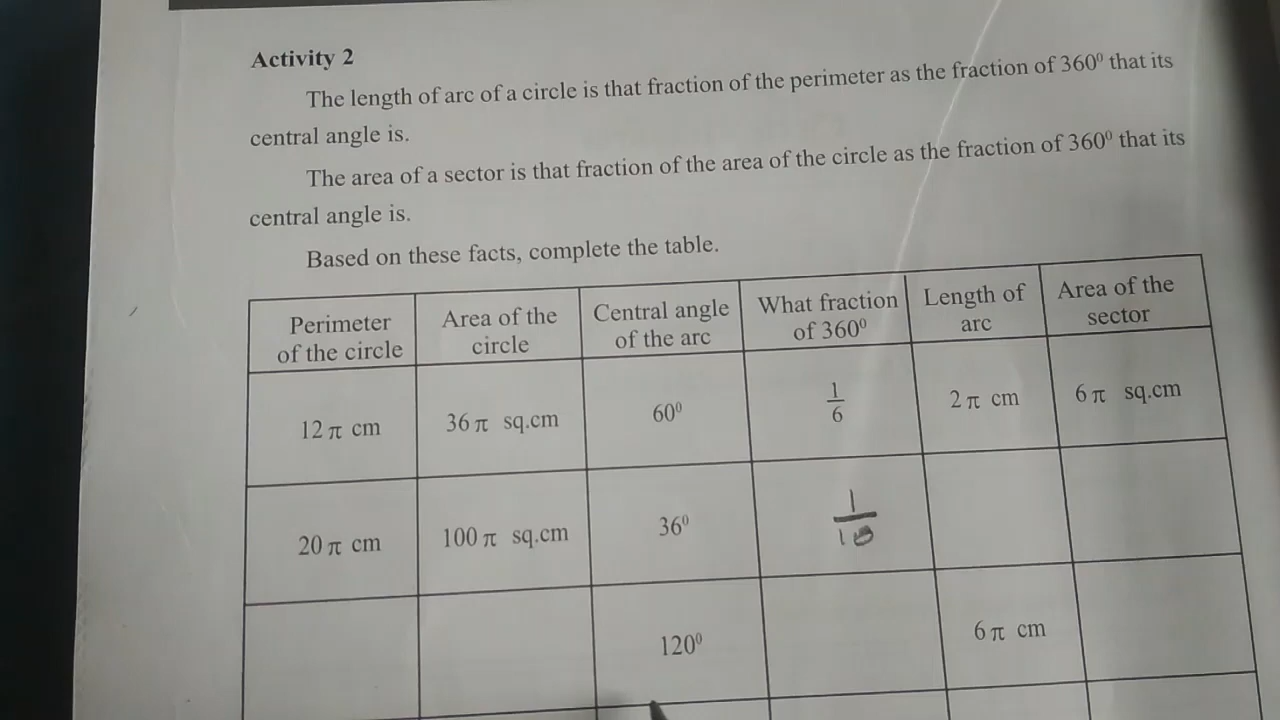 Activity 2
The length of arc of a circle is that fraction of the perimeter as the fraction of 360⁰ that its
central angle is.
The area of a sector is that fraction of the area of the circle as the fraction of 360⁰ that its
central angle is.
Based on these facts, complete the table.
Perimeter of the circle | Area of the circle | Central angle of the arc | What fraction of 360⁰ | Length of arc | Area of the sector
12 π cm | 36 π sq.cm | 60⁰ | 1/6 | 2 π cm | 6 π sq.cm
20 π cm | 100 π sq.cm | 36⁰ | 1/10
120⁰ | 6 π cm